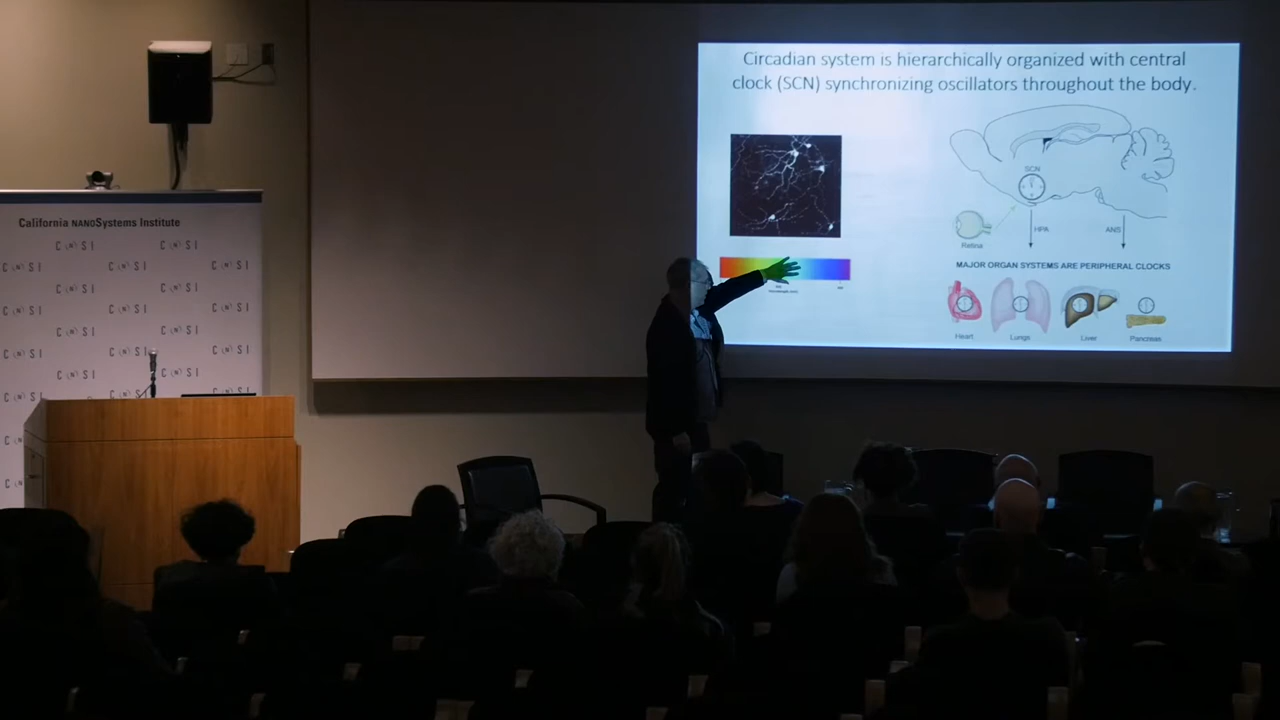 Circadian system is hierarchically organized with central
clock (SCN) synchronizing oscillators throughout the body.
SCN
Retina
HPA
ANS
MAJOR ORGAN SYSTEMS ARE PERIPHERAL CLOCKS
Heart
Lungs
Liver
Pancreas
California NANOSystems Institute
C (N) S I
C (N) S I
C (N) S I
C (N) S I
C (N) S I
C (N) S I
C (N) S I
C (N) S I
C (N) S I
C (N) S I
C (N) S I
C (N) S I
C (N) S I
C (N) S I